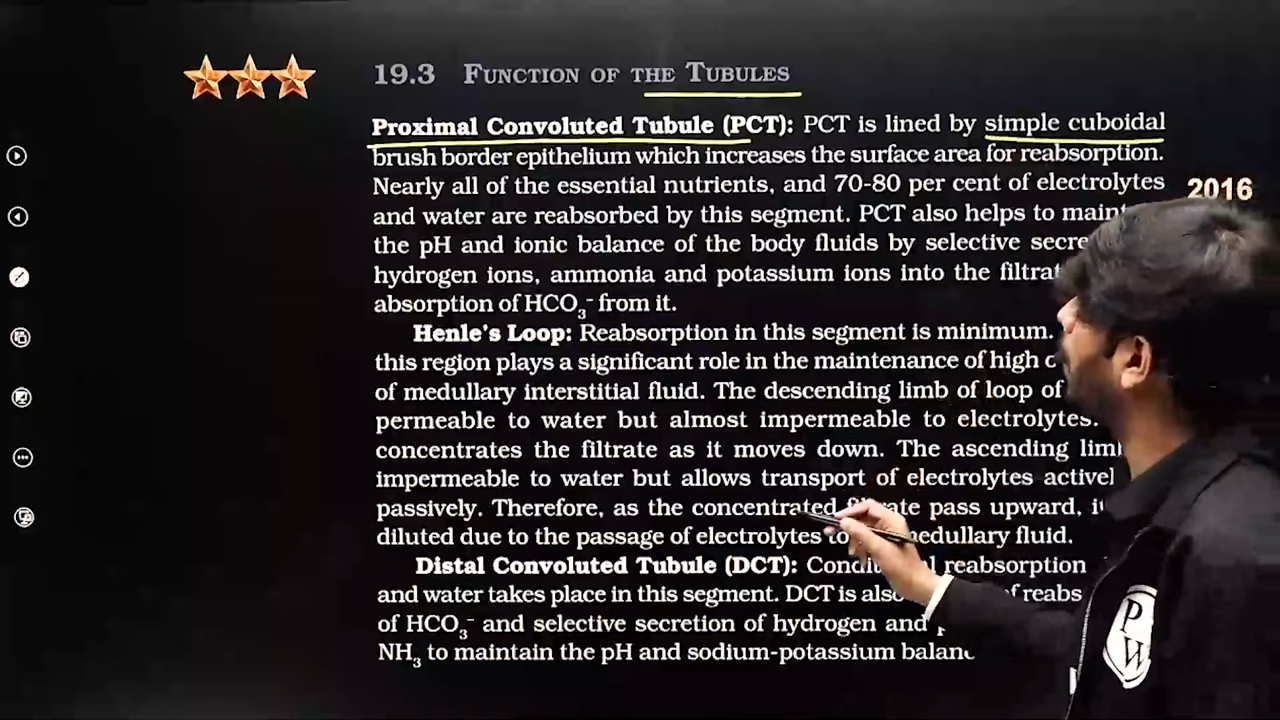 19.3 FUNCTION OF THE TUBULES
Proximal Convoluted Tubule (PCT): PCT is lined by simple cuboidal
brush border epithelium which increases the surface area for reabsorption.
Nearly all of the essential nutrients, and 70-80 per cent of electrolytes
2016
and water are reabsorbed by this segment. PCT also helps to
the pH and ionic balance of the body fluids by selective
hydrogen ions, ammonia and potassium ions into the
absorption of HCO₃⁻ from it.
Henle's Loop: Reabsorption in this segment is minimum.
this region plays a significant role in the maintenance of high
of medullary interstitial fluid. The descending limb of loop of
permeable to water but almost impermeable to electrolytes.
concentrates the filtrate as it moves down. The ascending
impermeable to water but allows transport of electrolytes
passively. Therefore, as the concentrated pass upward,
diluted due to the passage of electrolytes to medullary fluid.
Distal Convoluted Tubule (DCT): reabsorption
and water takes place in this segment. DCT is also of
of HCO₃⁻ and selective secretion of hydrogen and
NH₃ to maintain the pH and sodium-potassium
PW